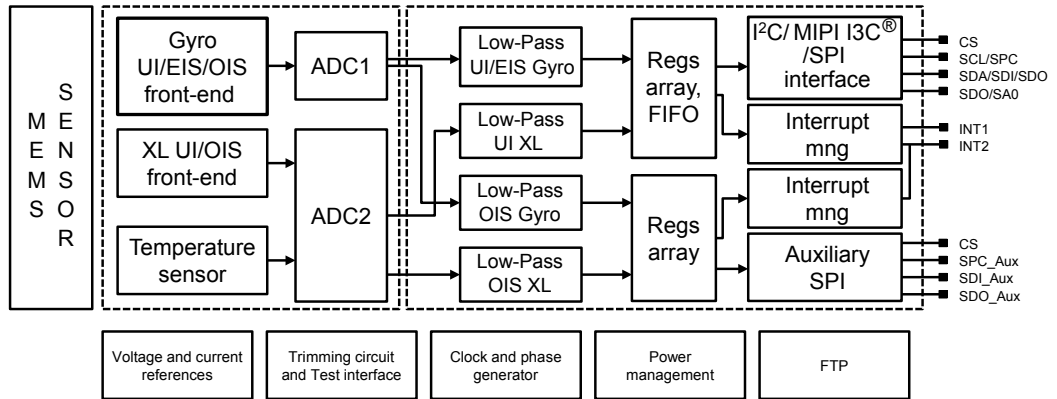 MEMS
SENSOR
Gyro
UI/EIS/OIS
front-end
XL UI/OIS
front-end
Temperature
sensor
ADC1
ADC2
Low-Pass
UI/EIS Gyro
Low-Pass
UI XL
Low-Pass
OIS Gyro
Low-Pass
OIS XL
Regs
array,
FIFO
Regs
array
I²C/ MIPI I3C®
/SPI
interface
Interrupt
mng
Interrupt
mng
Auxiliary
SPI
CS
SCL/SPC
SDA/SDI/SDO
SDO/SA0
INT1
INT2
CS
SPC_Aux
SDI_Aux
SDO_Aux
Voltage and current
references
Trimming circuit
and Test interface
Clock and phase
generator
Power
management
FTP